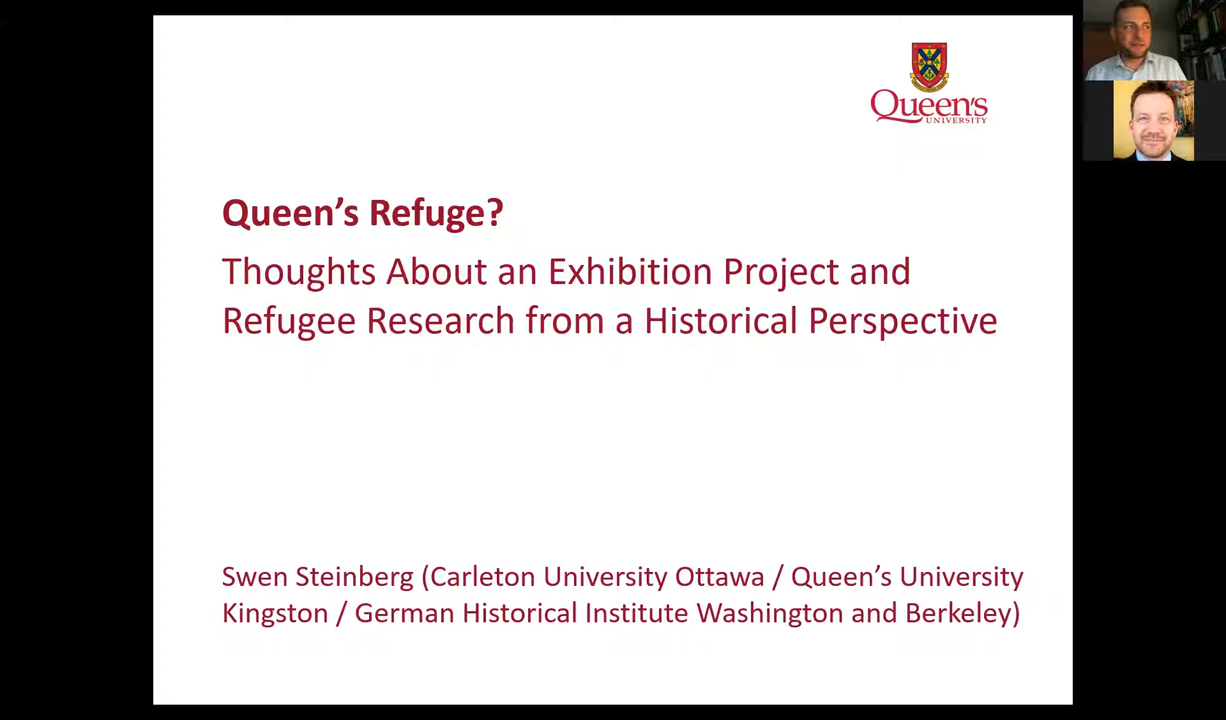 Queen's
UNIVERSITY
Queen’s Refuge?
Thoughts About an Exhibition Project and
Refugee Research from a Historical Perspective
Swen Steinberg (Carleton University Ottawa / Queen’s University
Kingston / German Historical Institute Washington and Berkeley)